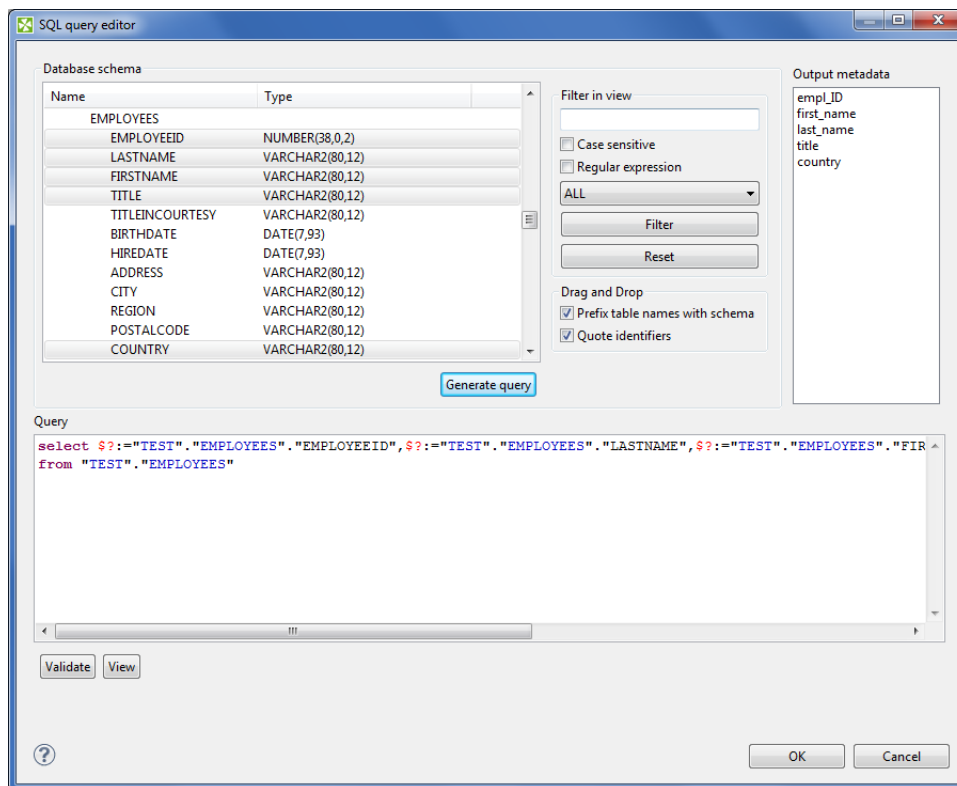 SQL query editor
Database schema
Name Type
EMPLOYEES
EMPLOYEEID NUMBER(38,0,2)
LASTNAME VARCHAR2(80,12)
FIRSTNAME VARCHAR2(80,12)
TITLE VARCHAR2(80,12)
TITLEINCOURTESY VARCHAR2(80,12)
BIRTHDATE DATE(7,93)
HIREDATE DATE(7,93)
ADDRESS VARCHAR2(80,12)
CITY VARCHAR2(80,12)
REGION VARCHAR2(80,12)
POSTALCODE VARCHAR2(80,12)
COUNTRY VARCHAR2(80,12)
Generate query
Filter in view
Case sensitive
Regular expression
ALL
Filter
Reset
Drag and Drop
Prefix table names with schema
Quote identifiers
Output metadata
empl_ID
first_name
last_name
title
country
Query
select $?:="TEST"."EMPLOYEES"."EMPLOYEEID",$?:="TEST"."EMPLOYEES"."LASTNAME",$?:="TEST"."EMPLOYEES"."FIR
from "TEST"."EMPLOYEES"
Validate View
? OK Cancel